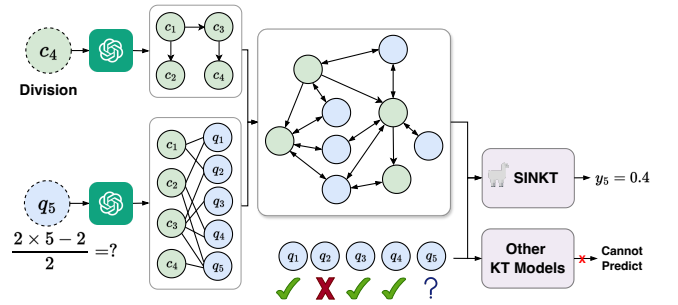 c₄
Division
c₁ c₃
c₂ c₄
q₅
(2 × 5 − 2)/2 =?
c₁ q₁
c₂ q₂
c₃ q₃
q₄
c₄ q₅
q₁ q₂ q₃ q₄ q₅
✓ X ✓ ✓ ?
SINKT
y₅ = 0.4
Other
KT Models
x
Cannot
Predict